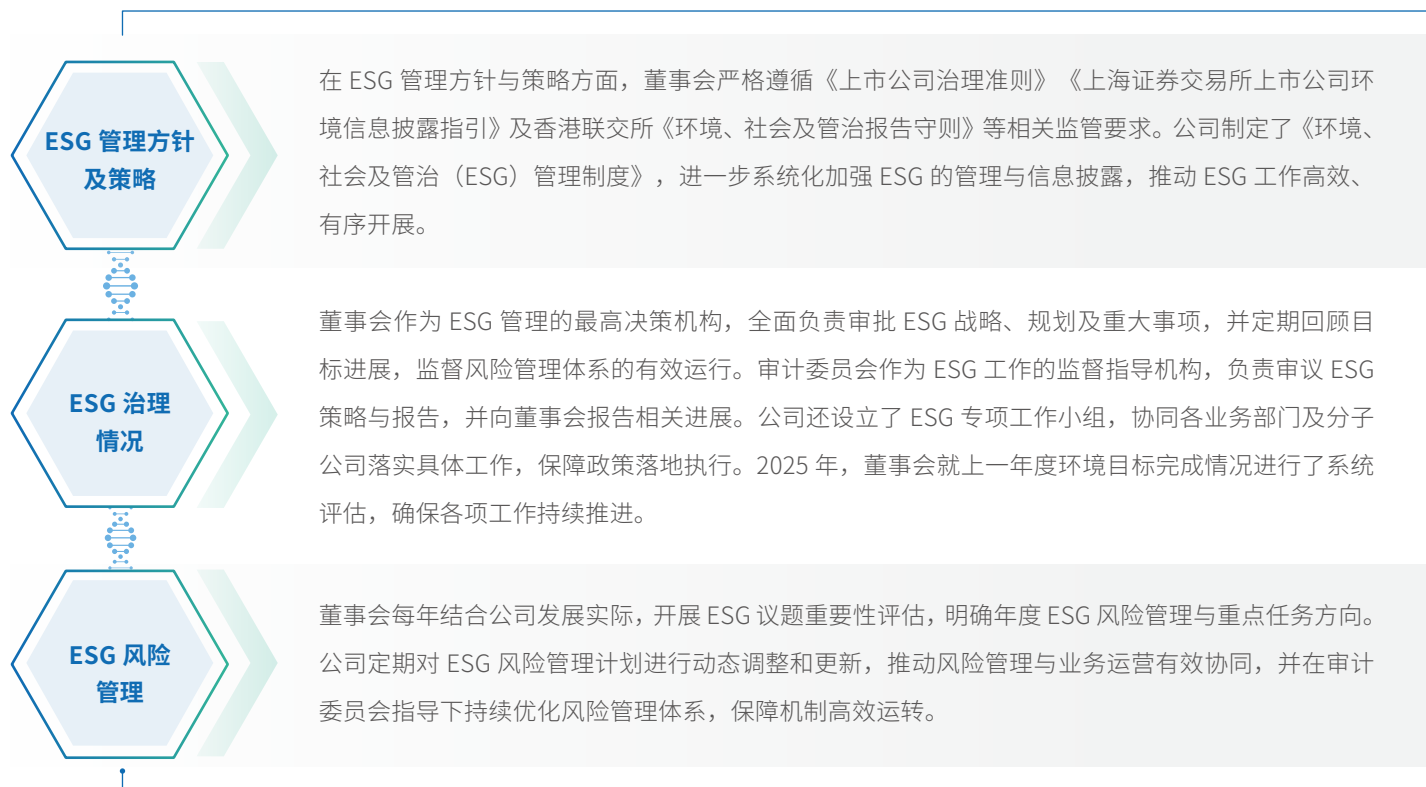 ESG 管理方针
及策略
在 ESG 管理方针与策略方面，董事会严格遵循《上市公司治理准则》《上海证券交易所上市公司环
境信息披露指引》及香港联交所《环境、社会及管治报告守则》等相关监管要求。公司制定了《环境、
社会及管治（ESG）管理制度》，进一步系统化加强 ESG 的管理与信息披露，推动 ESG 工作高效、
有序开展。
ESG 治理
情况
董事会作为 ESG 管理的最高决策机构，全面负责审批 ESG 战略、规划及重大事项，并定期回顾目
标进展，监督风险管理体系的有效运行。审计委员会作为 ESG 工作的监督指导机构，负责审议 ESG
策略与报告，并向董事会报告相关进展。公司还设立了 ESG 专项工作小组，协同各业务部门及分子
公司落实具体工作，保障政策落地执行。2025 年，董事会就上一年度环境目标完成情况进行了系统
评估，确保各项工作持续推进。
ESG 风险
管理
董事会每年结合公司发展实际，开展 ESG 议题重要性评估，明确年度 ESG 风险管理与重点任务方向。
公司定期对 ESG 风险管理计划进行动态调整和更新，推动风险管理与业务运营有效协同，并在审计
委员会指导下持续优化风险管理体系，保障机制高效运转。